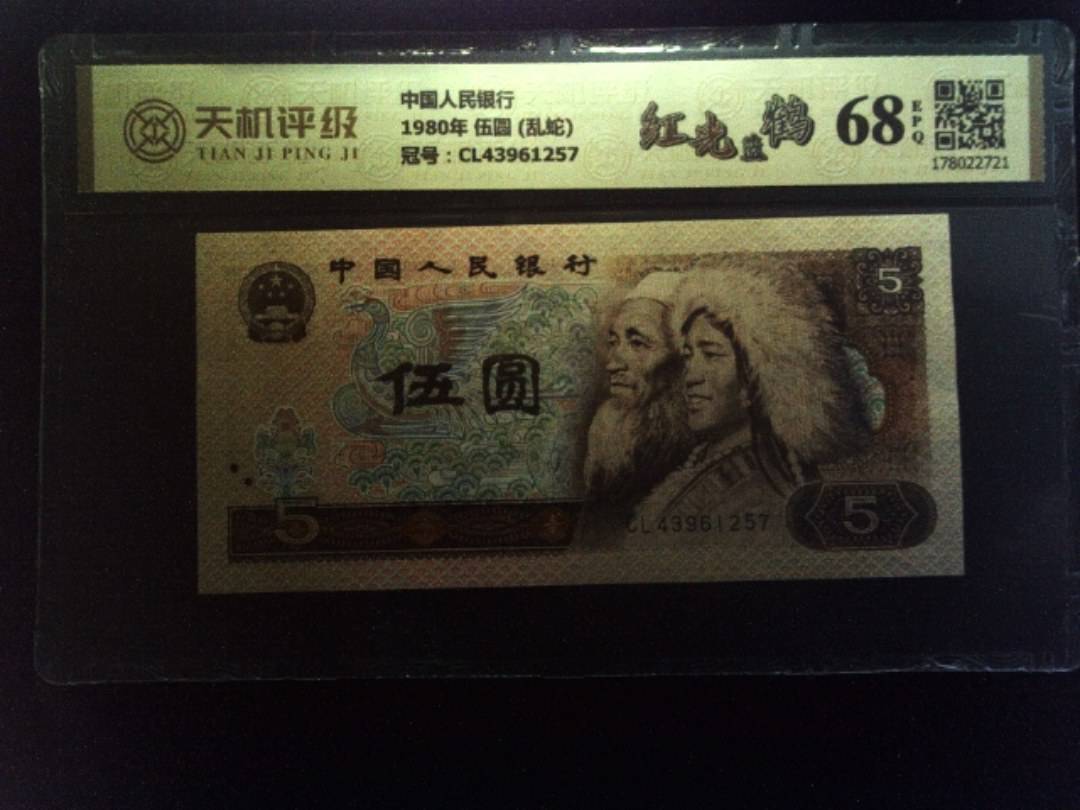 天机评级
TIAN JI PING JI
中国人民银行
1980年 伍圆 (乱蛇)
冠号：CL43961257
红光蓝鹤
68
EPQ
178022721
中国人民银行
5
伍圆
5
CL43961257
5